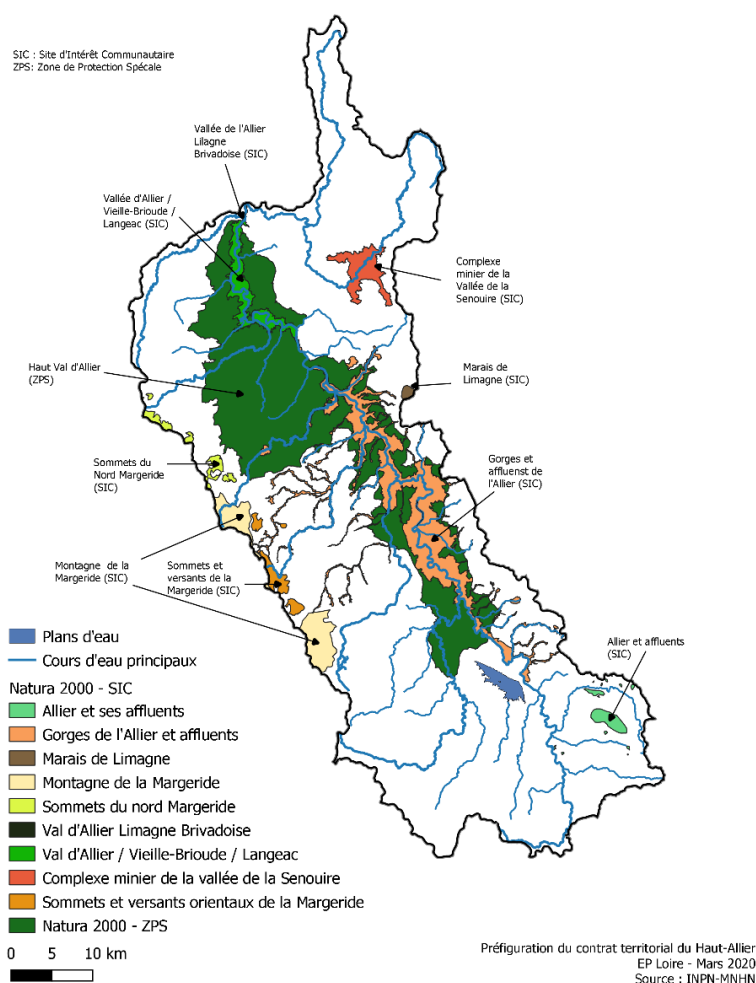 SIC : Site d'Intérêt Communautaire
ZPS: Zone de Protection Spécale
Vallée de l'Allier
Lilagne
Brivadoise (SIC)
Vallée d'Allier /
Vieille-Brioude /
Langeac
(SIC)
Complexe
minier de la
Vallée de la
Senouire
(SIC)
Haut Val d'Allier
(ZPS)
Marais de
Limagne (SIC)
Sommets du
Nord Margeride
(SIC)
Gorges et
affluenst de
l'Allier (SIC)
Montagne de la
Margeride (SIC)
Sommets et
versants de la
Margeride (SIC)
Allier et affluents
(SIC)
Plans d'eau
Cours d'eau principaux
Natura 2000 - SIC
Allier et ses affluents
Gorges de l'Allier et affluents
Marais de Limagne
Montagne de la Margeride
Sommets du nord Margeride
Val d'Allier Limagne Brivadoise
Val d'Allier / Vieille-Brioude / Langeac
Complexe minier de la vallée de la Senouire
Sommets et versants orientaux de la Margeride
Natura 2000 - ZPS
0 5 10 km
Préfiguration du contrat territorial du Haut-Allier
EP Loire - Mars 2020
Source : INPN-MNHN